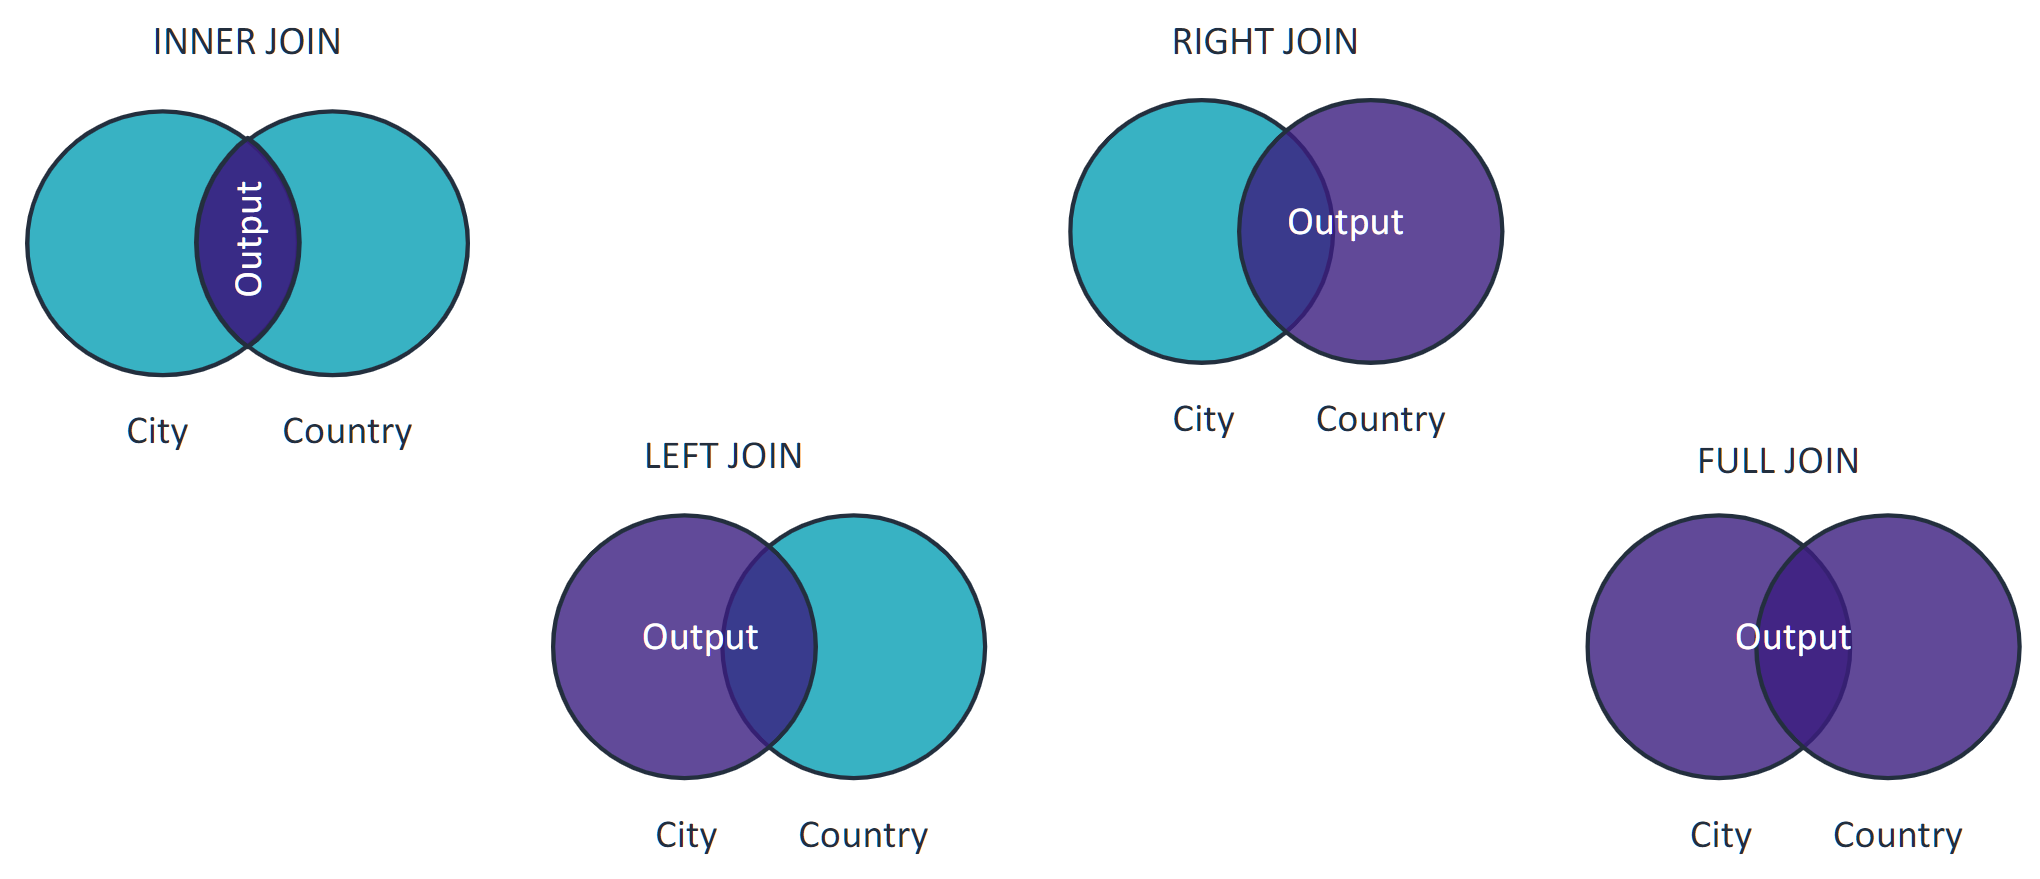 INNER JOIN
Output
City Country
LEFT JOIN
Output
City Country
RIGHT JOIN
Output
City Country
FULL JOIN
Output
City Country